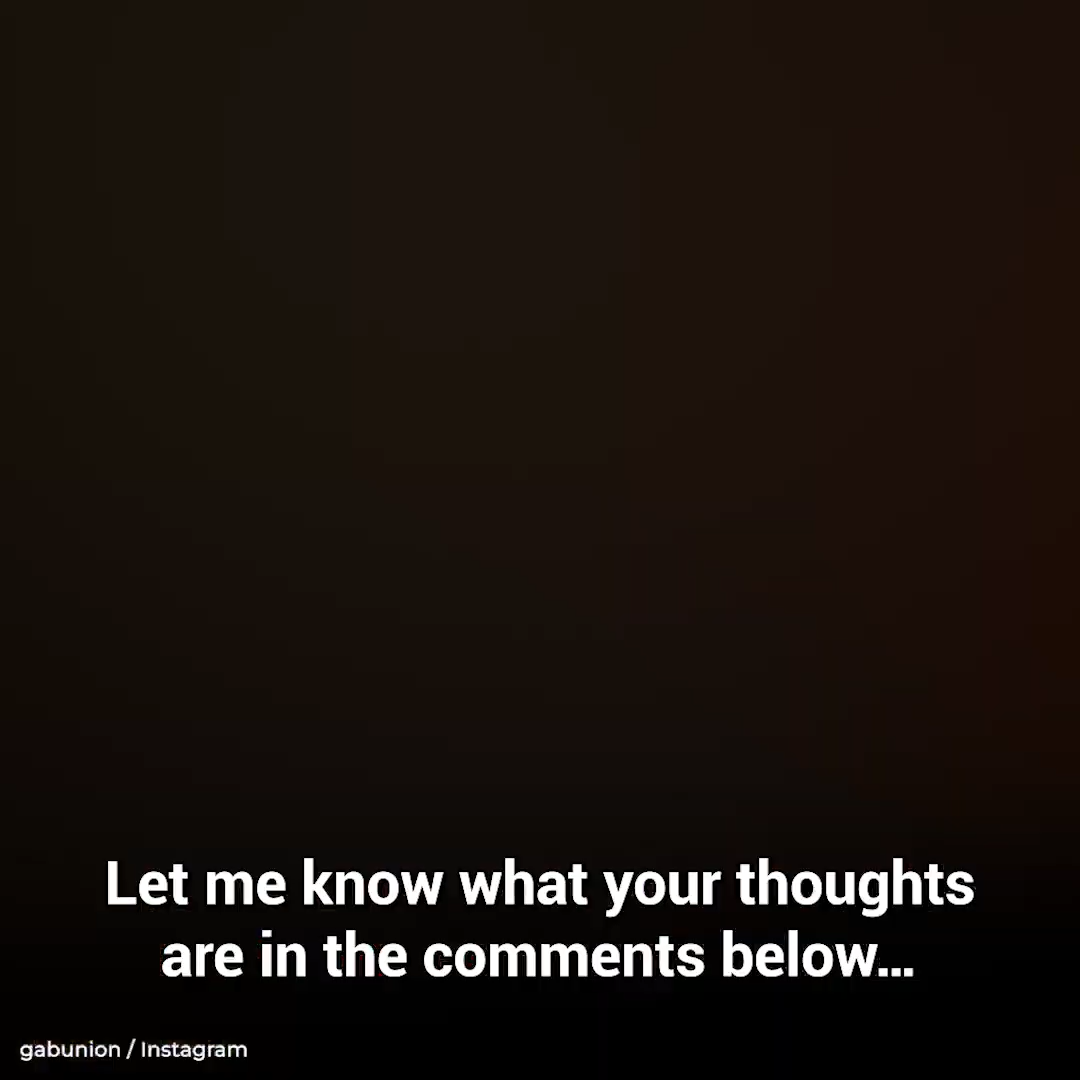 Let me know what your thoughts
are in the comments below...
gabunion / Instagram